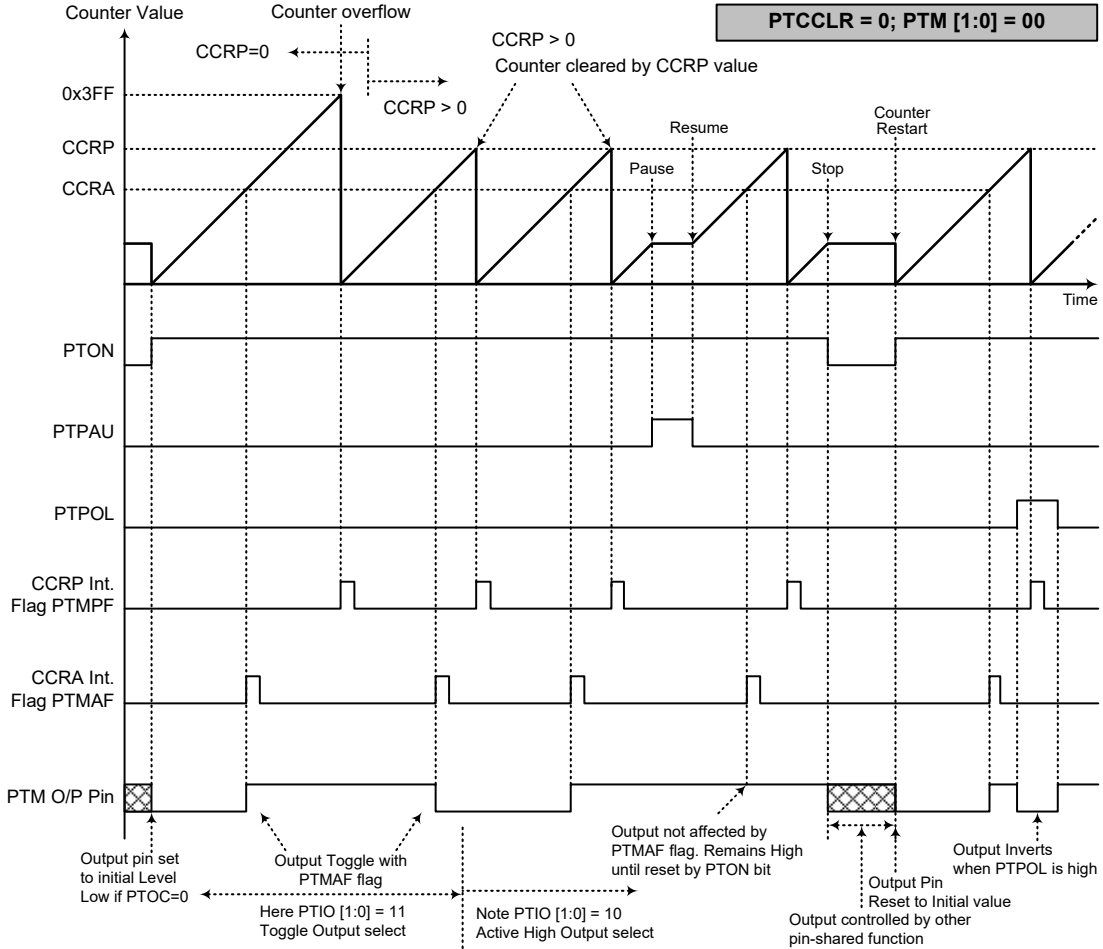 Counter Value
Counter overflow
PTCCLR = 0; PTM [1:0] = 00
CCRP=0
CCRP > 0
CCRP > 0
Counter cleared by CCRP value
0x3FF
CCRP
CCRA
Pause
Resume
Stop
Counter
Restart
Time
PTON
PTPAU
PTPOL
CCRP Int.
Flag PTMPF
CCRA Int.
Flag PTMAF
PTM O/P Pin
Output pin set
to initial Level
Low if PTOC=0
Output Toggle with
PTMAF flag
Here PTIO [1:0] = 11
Toggle Output select
Note PTIO [1:0] = 10
Active High Output select
Output not affected by
PTMAF flag. Remains High
until reset by PTON bit
Output Pin
Reset to Initial value
Output controlled by other
pin-shared function
Output Inverts
when PTPOL is high